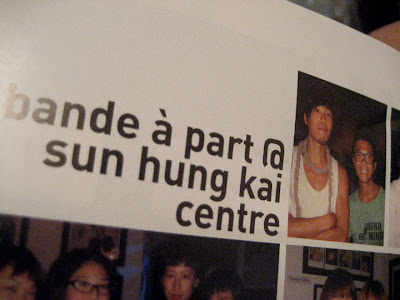 bande à part @
sun hung kai
centre